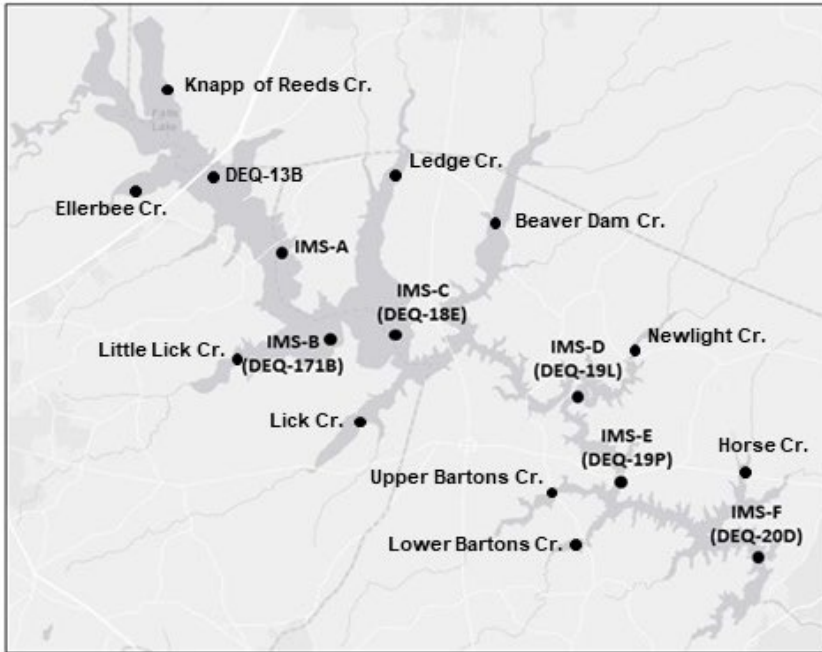 Knapp of Reeds Cr.
Ledge Cr.
DEQ-13B
Ellerbee Cr.
Beaver Dam Cr.
IMS-A
IMS-C
(DEQ-18E)
IMS-B
(DEQ-171B)
Little Lick Cr.
IMS-D
(DEQ-19L)
Newlight Cr.
Lick Cr.
IMS-E
(DEQ-19P)
Horse Cr.
Upper Bartons Cr.
IMS-F
(DEQ-20D)
Lower Bartons Cr.